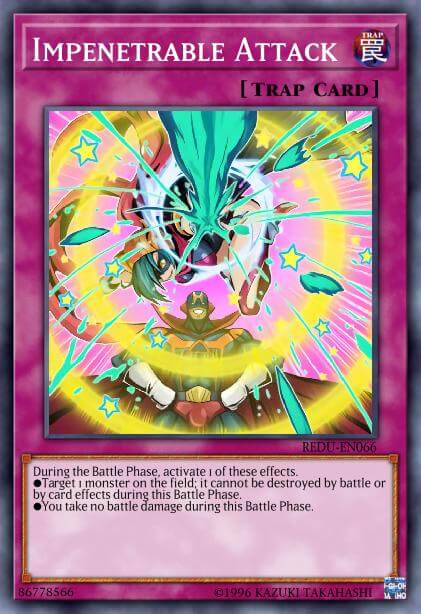 IMPENETRABLE ATTACK
TRAP
罠
[TRAP CARD]
REDU-EN066
During the Battle Phase, activate 1 of these effects.
●Target 1 monster on the field; it cannot be destroyed by battle or
by card effects during this Battle Phase.
●You take no battle damage during this Battle Phase.
86778566
©1996 KAZUKI TAKAHASHI